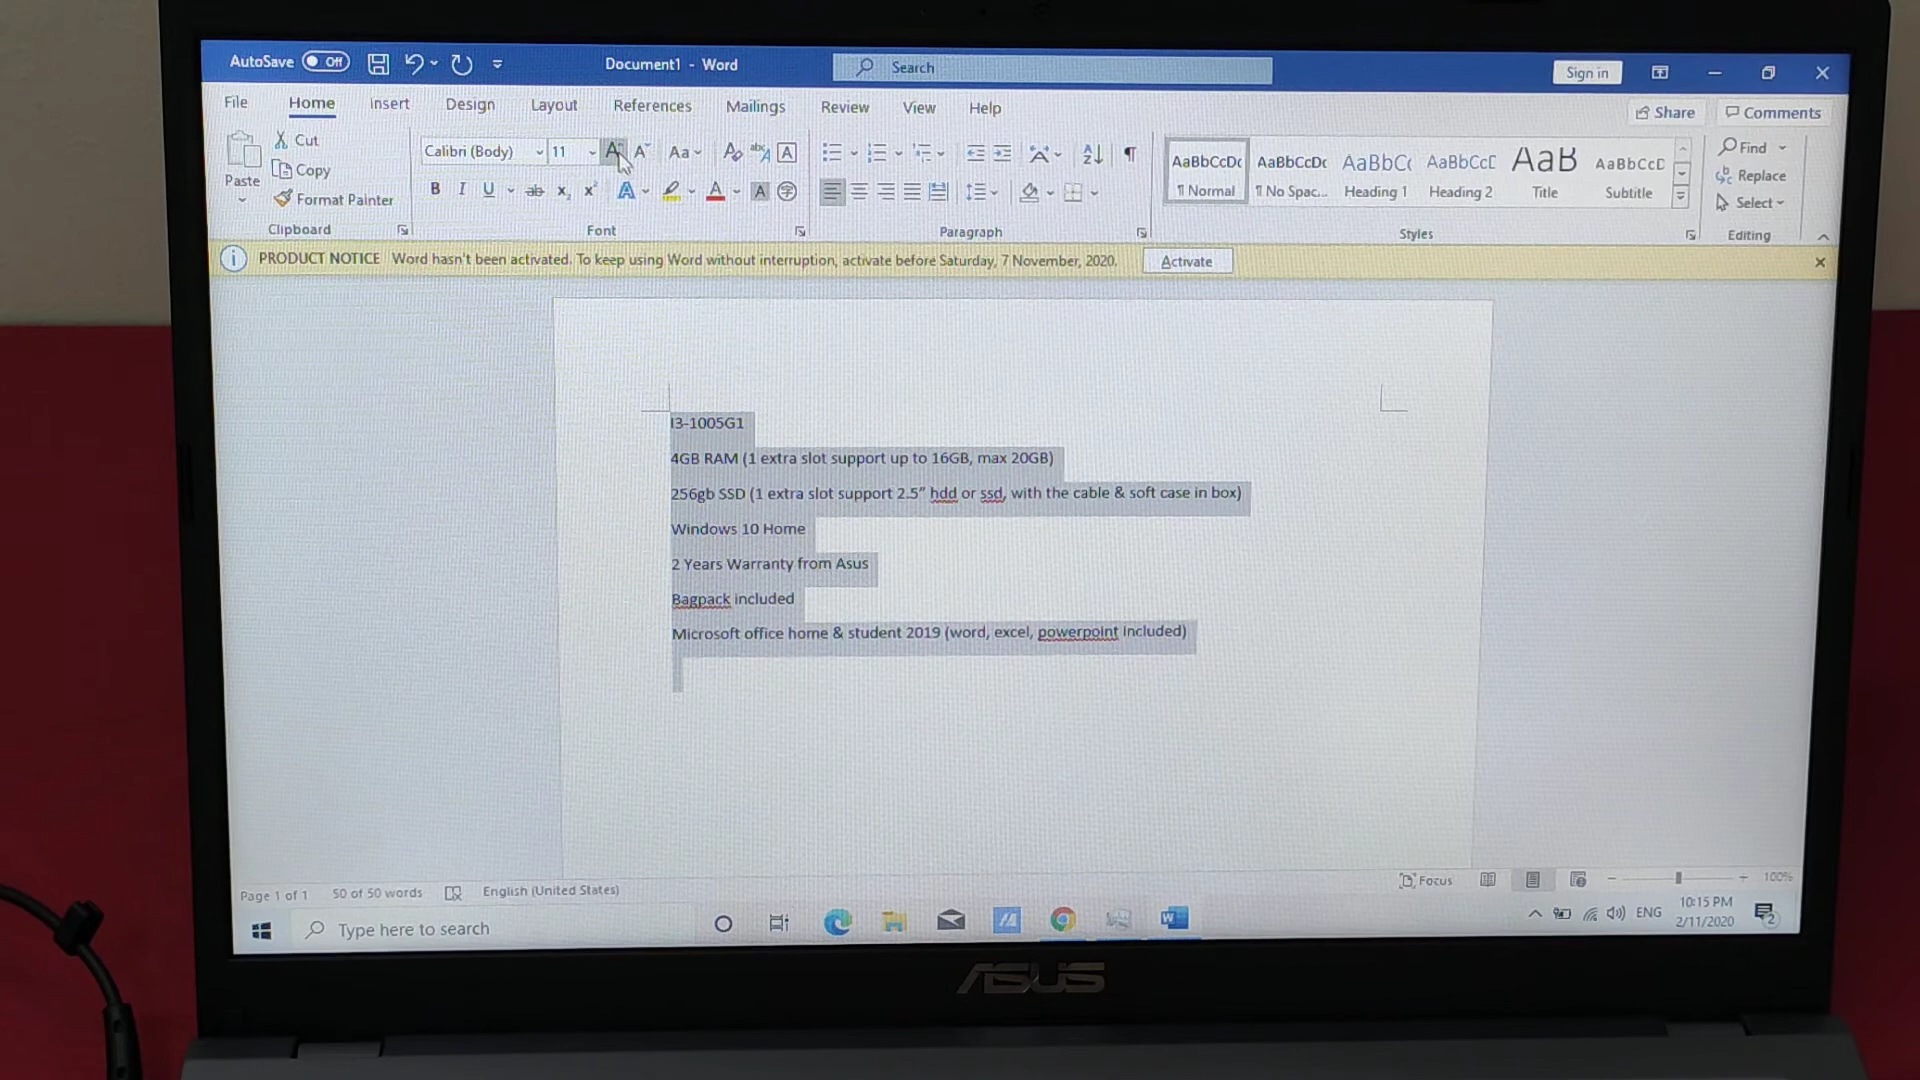 AutoSave Off Document1 - Word Search Sign in
File Home Insert Design Layout References Mailings Review View Help Share Comments
Paste Cut Copy Format Painter
Clipboard
Calibri (Body) 11 Aa
Font
Paragraph
AaBbCcDc AaBbCcDc AaBbC( AaBbCcD AaB AaBbCcD
¶ Normal ¶ No Spac... Heading 1 Heading 2 Title Subtitle
Styles
Find
Replace
Select
Editing
PRODUCT NOTICE Word hasn't been activated. To keep using Word without interruption, activate before Saturday, 7 November, 2020. Activate
I3-1005G1
4GB RAM (1 extra slot support up to 16GB, max 20GB)
256gb SSD (1 extra slot support 2.5” hdd or ssd, with the cable & soft case in box)
Windows 10 Home
2 Years Warranty from Asus
Bagpack included
Microsoft office home & student 2019 (word, excel, powerpoint included)
Page 1 of 1 50 of 50 words English (United States) Focus 100%
Type here to search ENG 10:15 PM
2/11/2020 2
ASUS